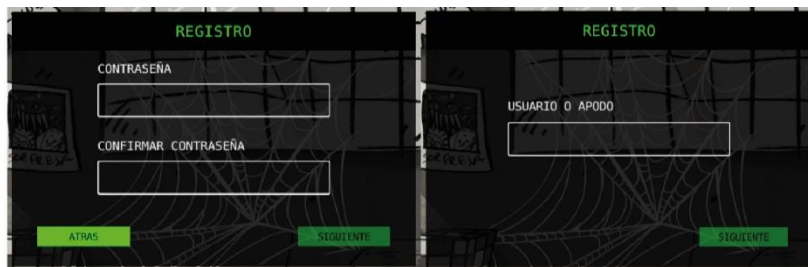 REGISTRO
CONTRASEÑA
CONFIRMAR CONTRASEÑA
ATRAS
SIGUIENTE
REGISTRO
USUARIO O APODO
SIGUIENTE